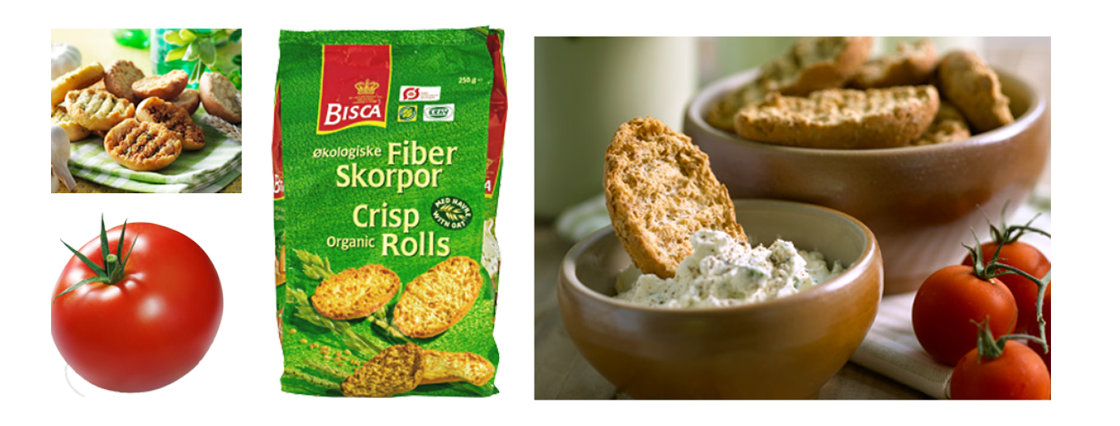 BISCA
250 g e
Økologiske Fiber
Skorpor
Crisp
Organic Rolls
MED HAVRE
WITH OAT